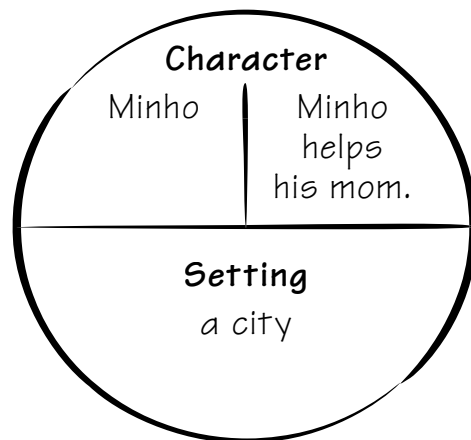 Character
Minho
Minho
helps
his mom.
Setting
a city